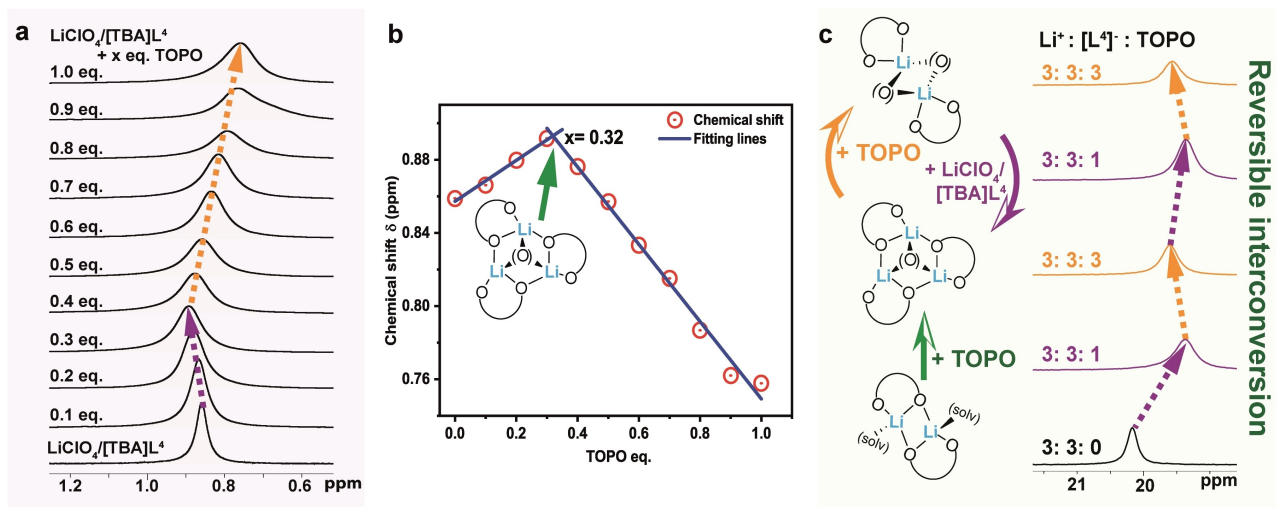 a
LiClO₄/[TBA]L⁴
+ x eq. TOPO
1.0 eq.
0.9 eq.
0.8 eq.
0.7 eq.
0.6 eq.
0.5 eq.
0.4 eq.
0.3 eq.
0.2 eq.
0.1 eq.
LiClO₄/[TBA]L⁴
1.2 1.0 0.8 0.6 ppm
b
Chemical shift
Fitting lines
x= 0.32
Chemical shift δ (ppm)
0.88
0.84
0.80
0.76
Li
O
O
(O)
Li
Li
O
O
O
0.0 0.2 0.4 0.6 0.8 1.0
TOPO eq.
c
O
O
Li
(O)
(O)
Li
O
O
+ TOPO
+ LiClO₄/
[TBA]L⁴
O
Li
O
O
(O)
Li
Li
O
O
O
+ TOPO
O
O
(solv)
Li
Li
(solv)
O
O
Li⁺ : [L⁴]⁻ : TOPO
3: 3: 3
3: 3: 1
3: 3: 3
3: 3: 1
3: 3: 0
21 20 ppm
Reversible interconversion